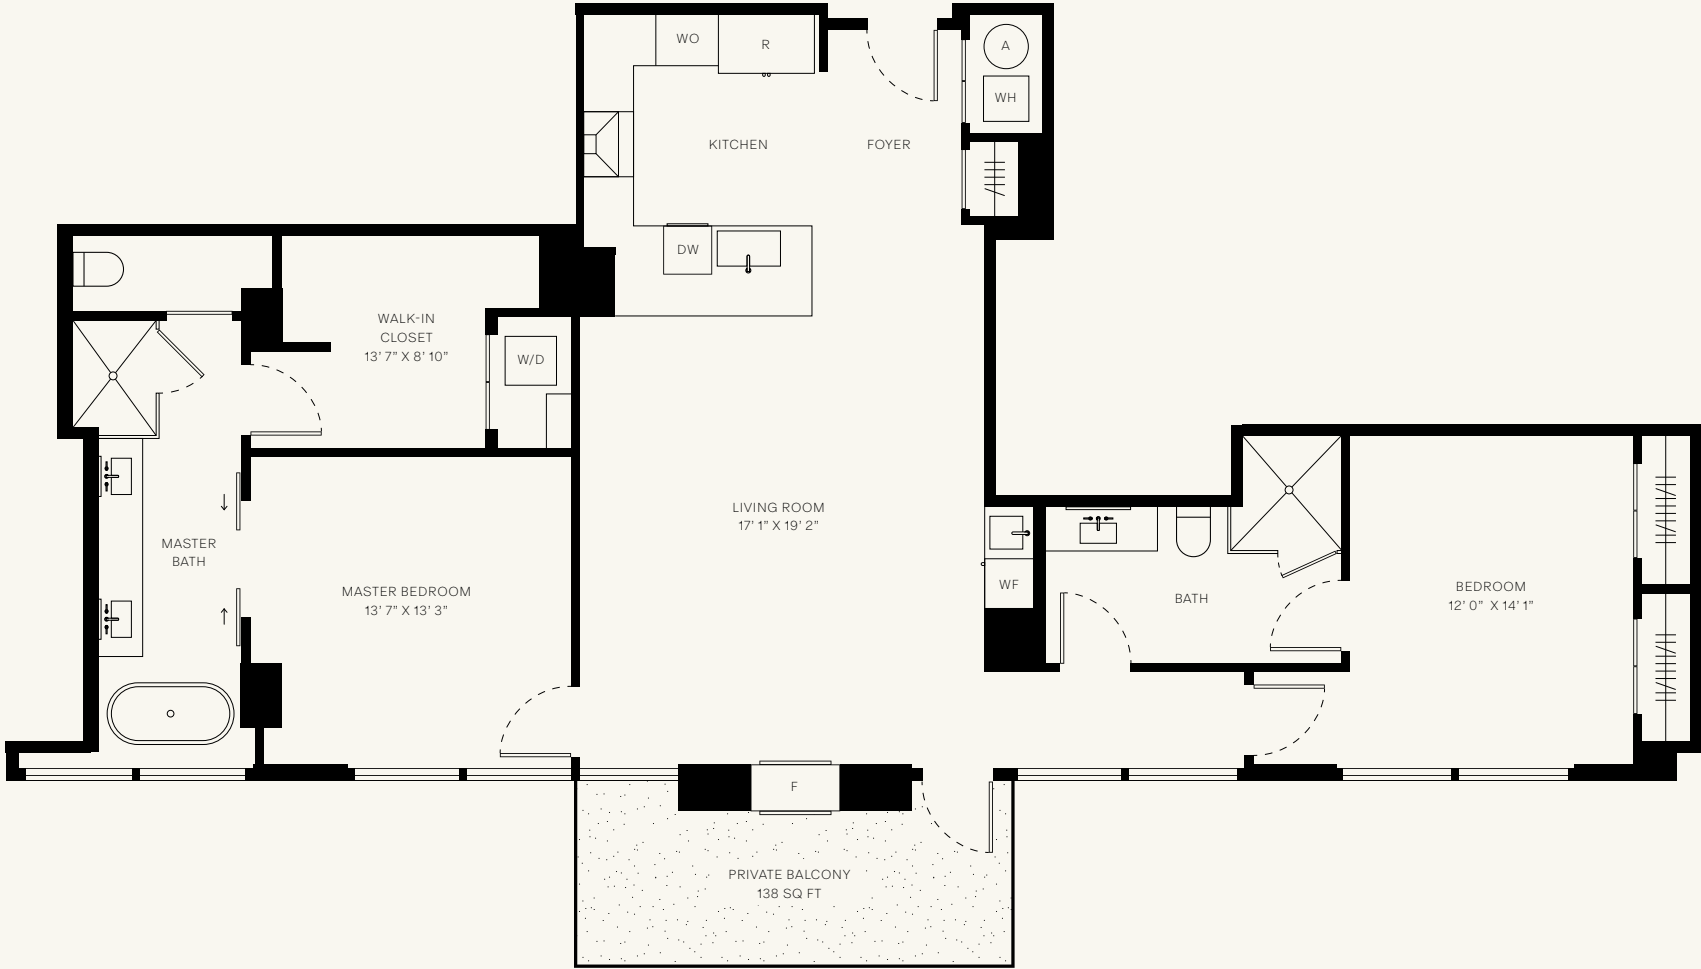 WO
R
A
WH
KITCHEN
FOYER
DW
WALK-IN
CLOSET
13’ 7” X 8’ 10”
W/D
LIVING ROOM
17’ 1” X 19’ 2”
MASTER
BATH
MASTER BEDROOM
13’ 7” X 13’ 3”
WF
BATH
BEDROOM
12’ 0” X 14’ 1”
F
PRIVATE BALCONY
138 SQ FT